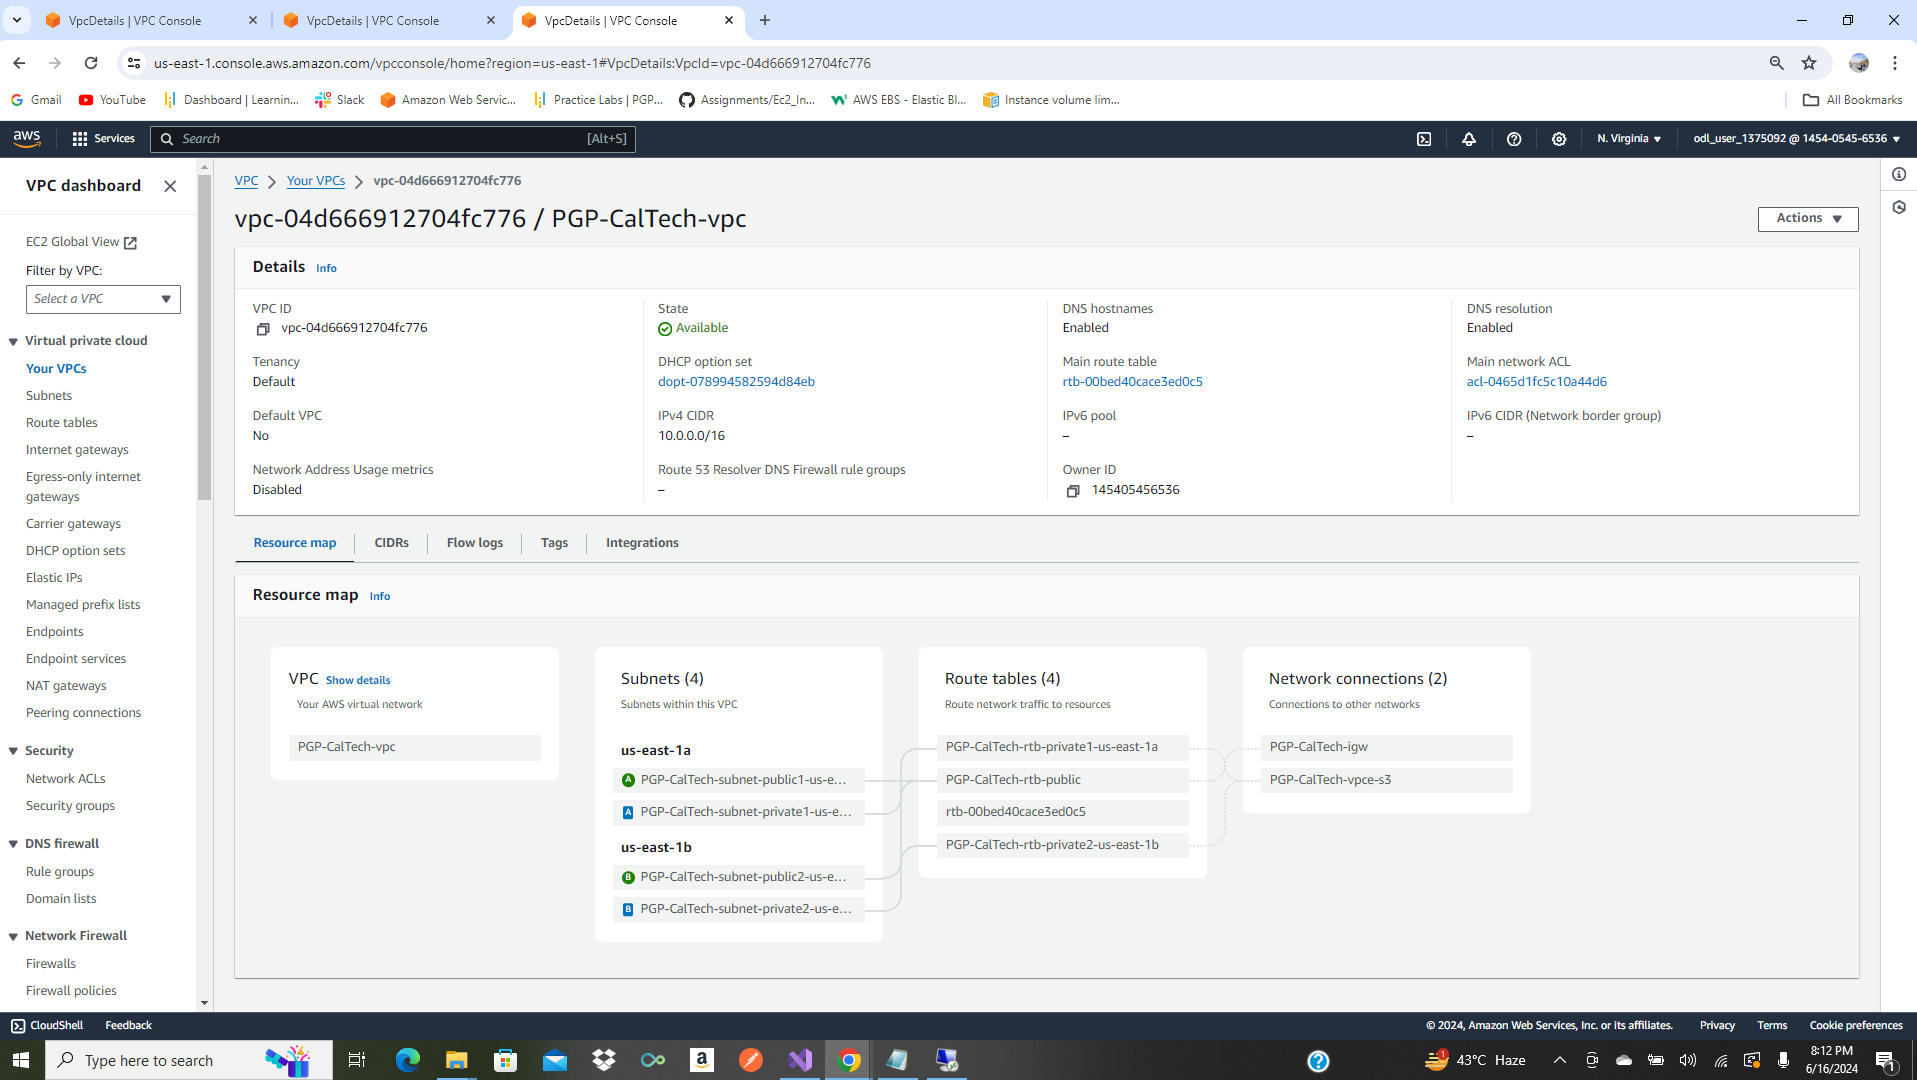 VpcDetails | VPC Console
VpcDetails | VPC Console
VpcDetails | VPC Console
us-east-1.console.aws.amazon.com/vpcconsole/home?region=us-east-1#VpcDetails:VpcId=vpc-04d666912704fc776
Gmail
YouTube
Dashboard | Learnin...
Slack
Amazon Web Servic...
Practice Labs | PGP...
Assignments/Ec2_In...
AWS EBS - Elastic Bl...
Instance volume lim...
All Bookmarks
aws
Services
Search
[Alt+S]
N. Virginia
odl_user_1375092 @ 1454-0545-6536
VPC dashboard
EC2 Global View
Filter by VPC:
Select a VPC
Virtual private cloud
Your VPCs
Subnets
Route tables
Internet gateways
Egress-only internet
gateways
Carrier gateways
DHCP option sets
Elastic IPs
Managed prefix lists
Endpoints
Endpoint services
NAT gateways
Peering connections
Security
Network ACLs
Security groups
DNS firewall
Rule groups
Domain lists
Network Firewall
Firewalls
Firewall policies
VPC
Your VPCs
vpc-04d666912704fc776
vpc-04d666912704fc776 / PGP-CalTech-vpc
Actions
Details Info
VPC ID
vpc-04d666912704fc776
State
Available
DNS hostnames
Enabled
DNS resolution
Enabled
Tenancy
Default
DHCP option set
dopt-078994582594d84eb
Main route table
rtb-00bed40cace3ed0c5
Main network ACL
acl-0465d1fc5c10a44d6
Default VPC
No
IPv4 CIDR
10.0.0.0/16
IPv6 pool
–
IPv6 CIDR (Network border group)
–
Network Address Usage metrics
Disabled
Route 53 Resolver DNS Firewall rule groups
–
Owner ID
145405456536
Resource map
CIDRs
Flow logs
Tags
Integrations
Resource map Info
VPC Show details
Your AWS virtual network
PGP-CalTech-vpc
Subnets (4)
Subnets within this VPC
us-east-1a
A PGP-CalTech-subnet-public1-us-e...
A PGP-CalTech-subnet-private1-us-e...
us-east-1b
B PGP-CalTech-subnet-public2-us-e...
B PGP-CalTech-subnet-private2-us-e...
Route tables (4)
Route network traffic to resources
PGP-CalTech-rtb-private1-us-east-1a
PGP-CalTech-rtb-public
rtb-00bed40cace3ed0c5
PGP-CalTech-rtb-private2-us-east-1b
Network connections (2)
Connections to other networks
PGP-CalTech-igw
PGP-CalTech-vpce-s3
CloudShell
Feedback
© 2024, Amazon Web Services, Inc. or its affiliates.
Privacy
Terms
Cookie preferences
Type here to search
43°C Haze
8:12 PM
6/16/2024